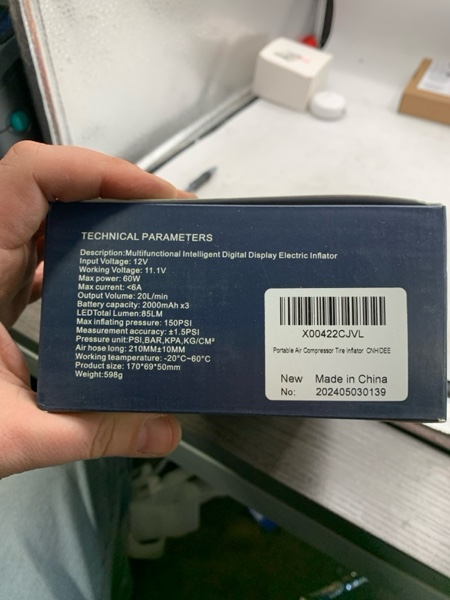 TECHNICAL PARAMETERS
Description:Multifunctional Intelligent Digital Display Electric Inflator
Input Voltage: 12V
Working Voltage: 11.1V
Max power: 60W
Max current: <6A
Output Volume: 20L/min
Battery capacity: 2000mAh x3
LEDTotal Lumen:85LM
Max inflating pressure: 150PSI
Measurement accuracy: ±1.5PSI
Pressure unit:PSI,BAR,KPA,KG/CM²
Air hose long: 210MM±10MM
Working teamperature: -20°C~60°C
Product size: 170*69*50mm
Weight:598g
X00422CJVL
Portable Air Compressor Tire Inflator CNHIDEE
New Made in China
No: 202405030139